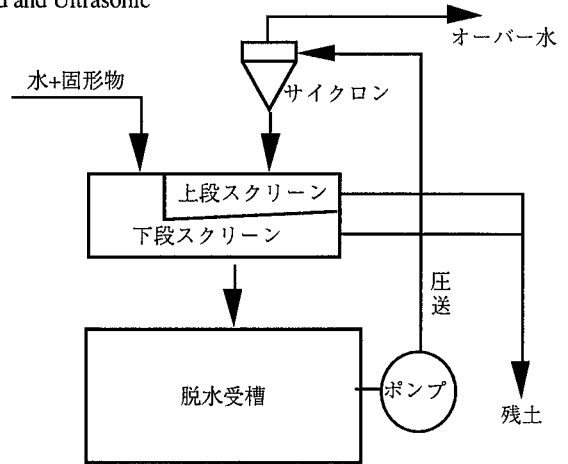 d and Ultrasonic
オーバー水
水+固形物
サイクロン
上段スクリーン
下段スクリーン
圧送
脱水受槽
ポンプ
残土